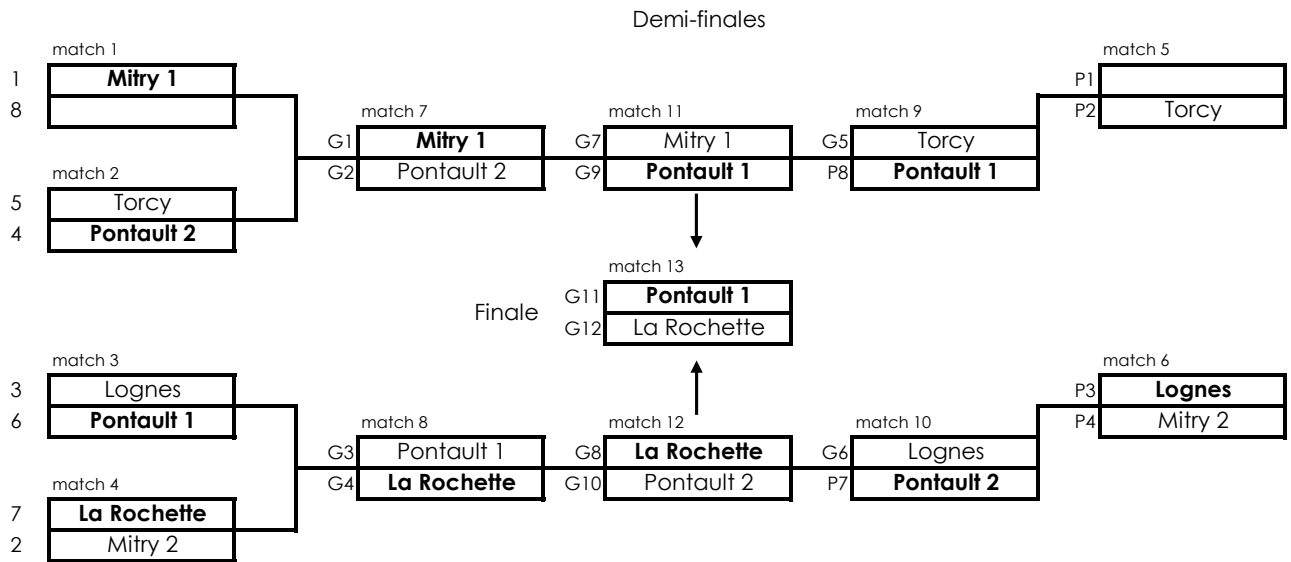 Demi-finales
match 1
1 Mitry 1
8
match 5
P1
P2 Torcy
match 7
G1 Mitry 1
G2 Pontault 2
match 11
G7 Mitry 1
G9 Pontault 1
match 9
G5 Torcy
P8 Pontault 1
match 2
5 Torcy
4 Pontault 2
match 13
Finale
G11 Pontault 1
G12 La Rochette
match 3
3 Lognes
6 Pontault 1
match 6
P3 Lognes
P4 Mitry 2
match 8
G3 Pontault 1
G4 La Rochette
match 12
G8 La Rochette
G10 Pontault 2
match 10
G6 Lognes
P7 Pontault 2
match 4
7 La Rochette
2 Mitry 2